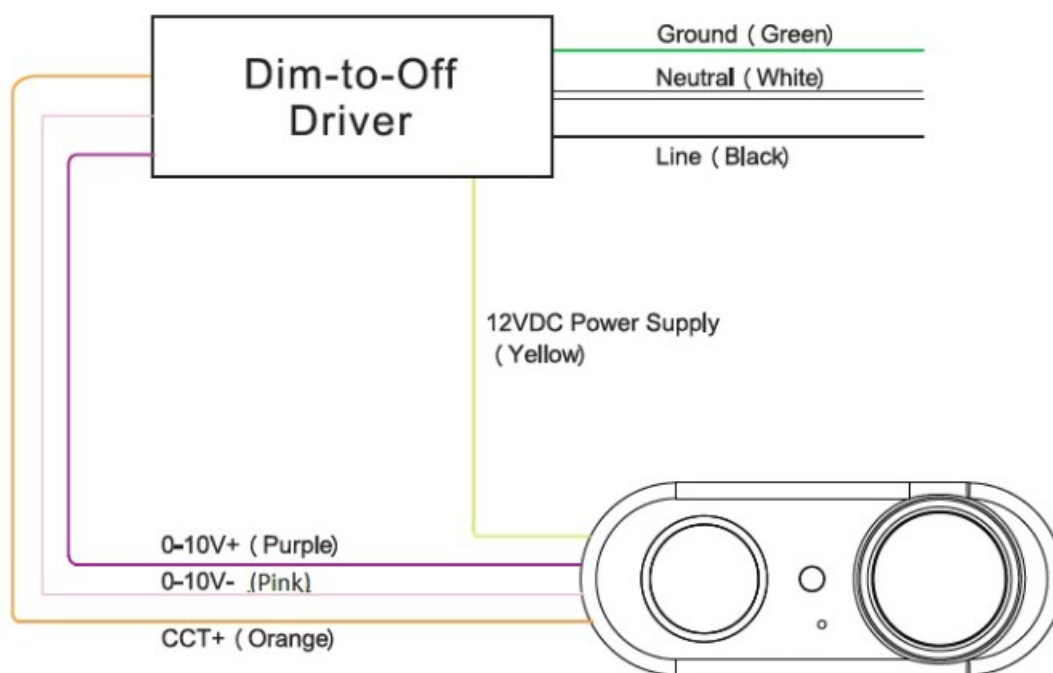 Dim-to-Off
Driver
Ground ( Green)
Neutral ( White)
Line ( Black)
12VDC Power Supply
( Yellow)
0-10V+ ( Purple)
0-10V- (Pink)
CCT+ ( Orange)